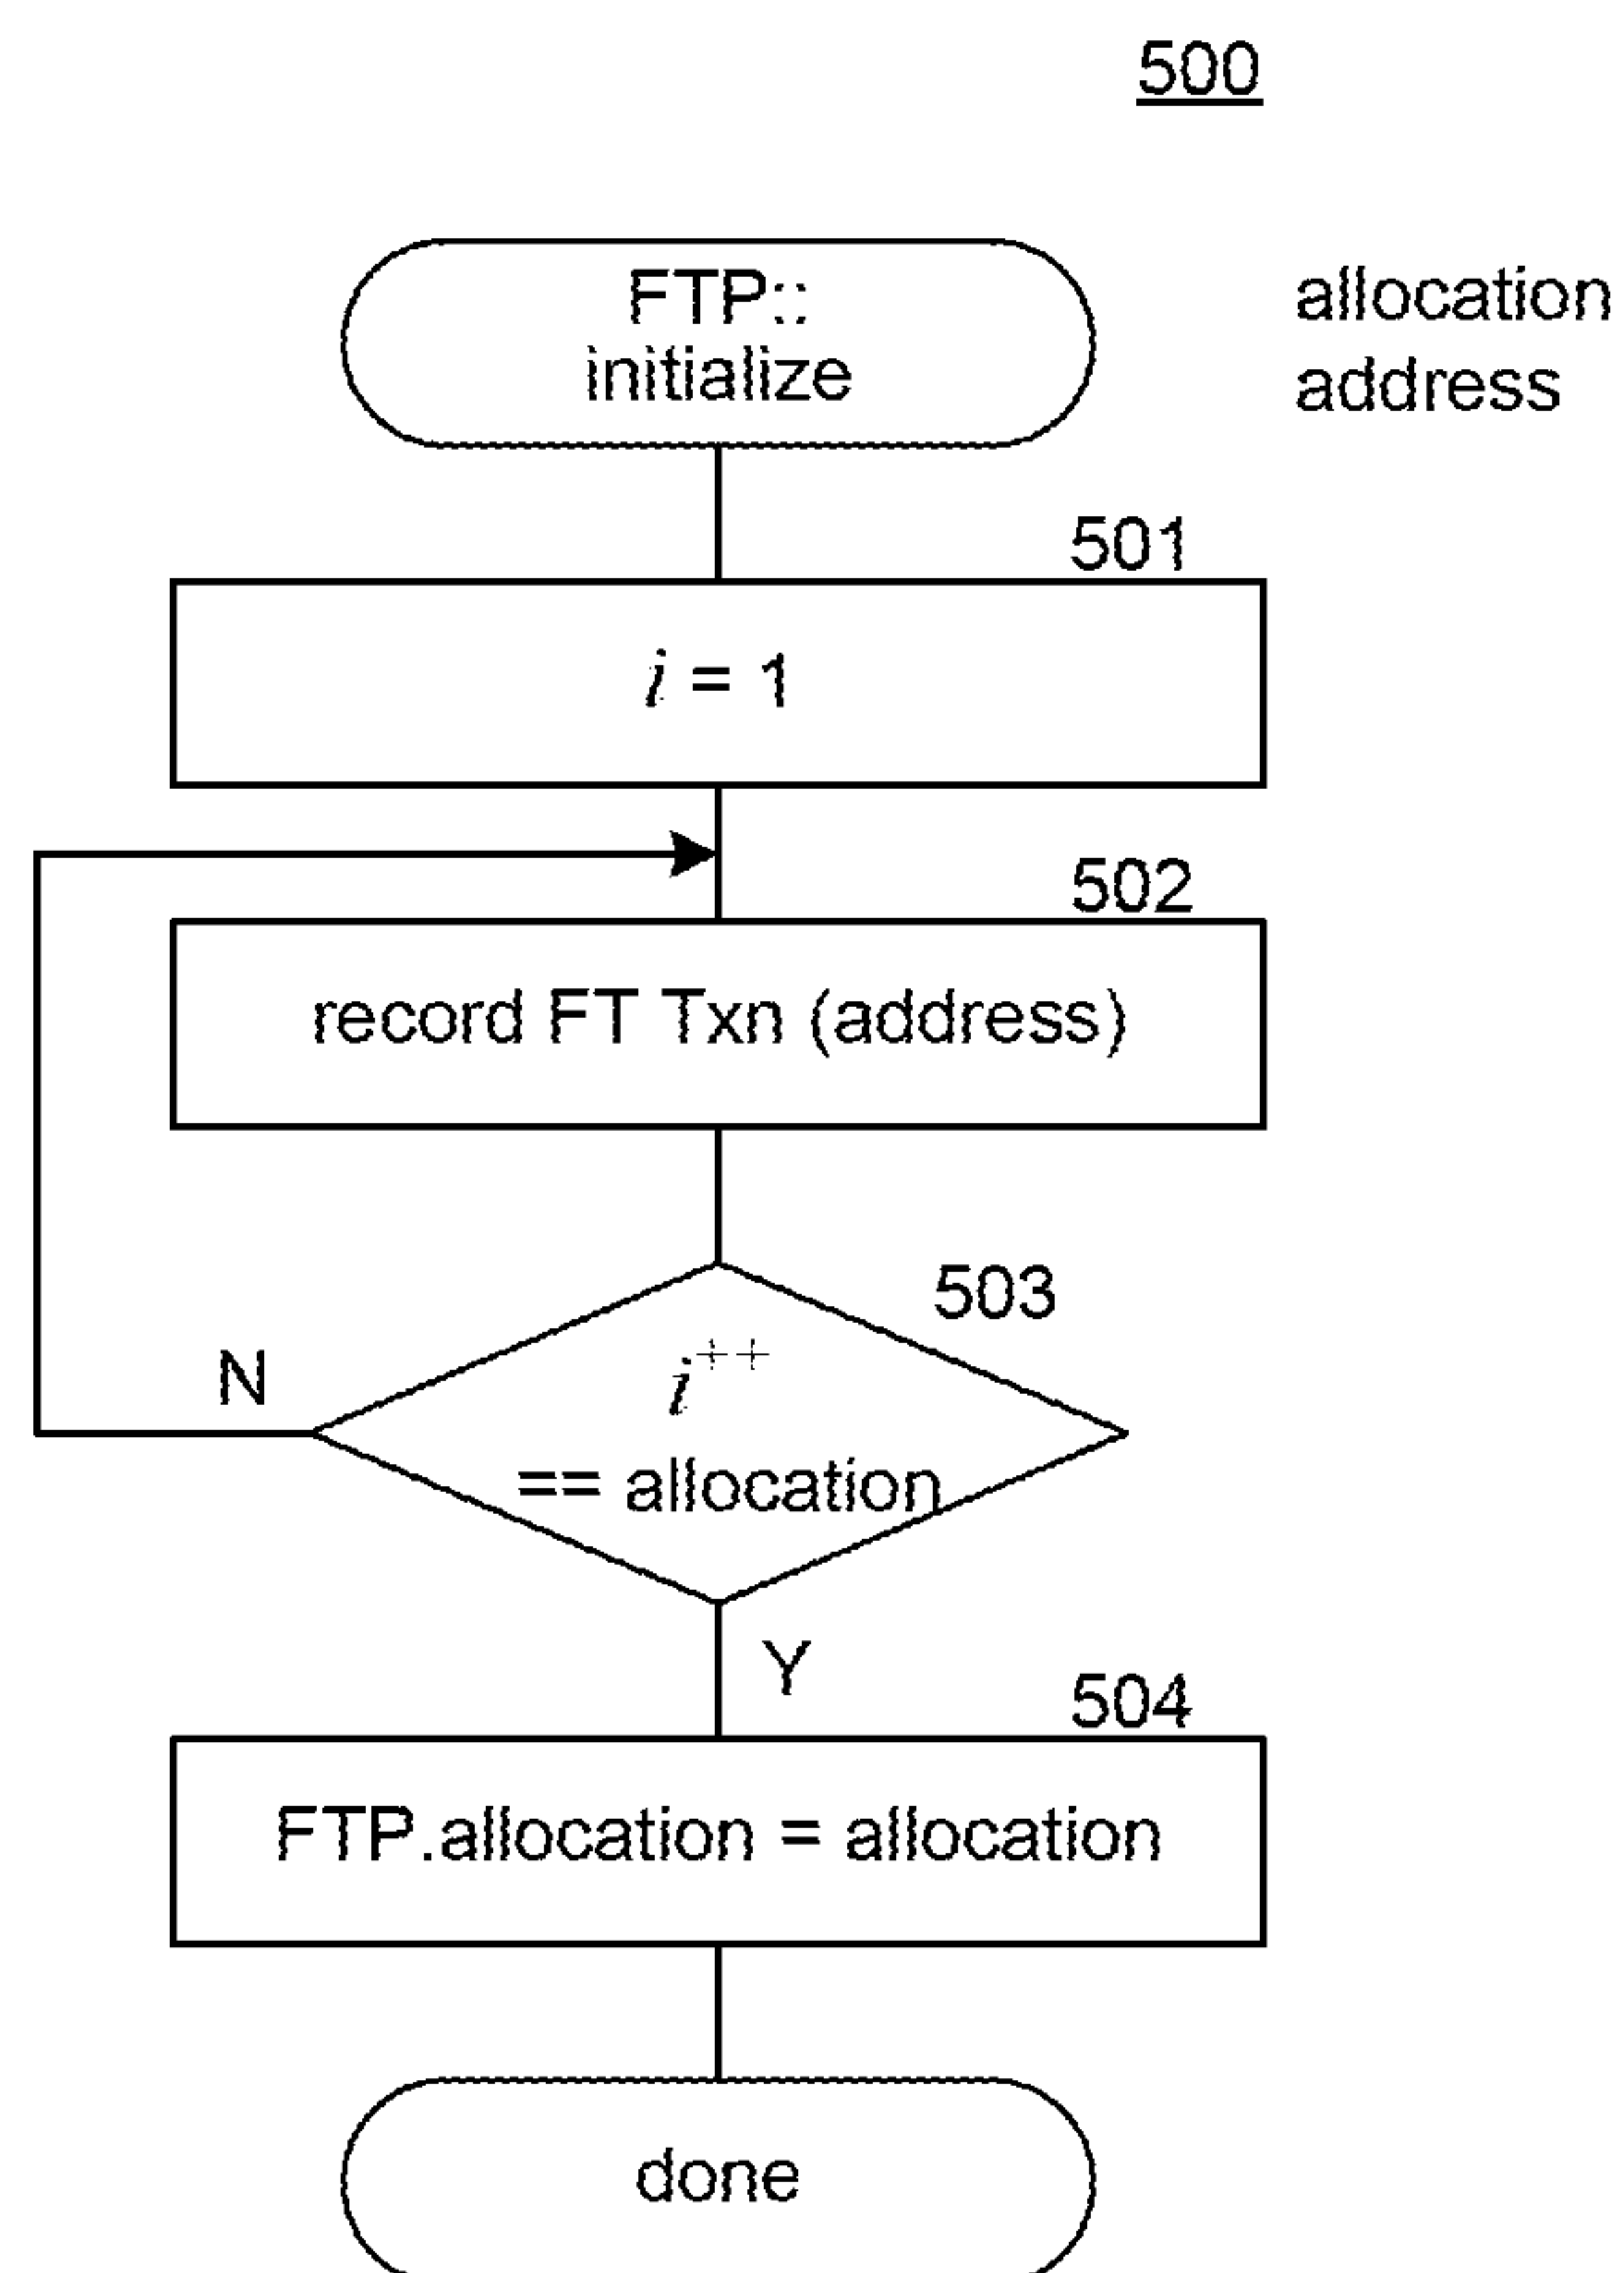 500
FTP::
initialize
allocation
address
501
i = 1
502
record FT Txn (address)
503
i++
== allocation
N
Y
504
FTP.allocation = allocation
done